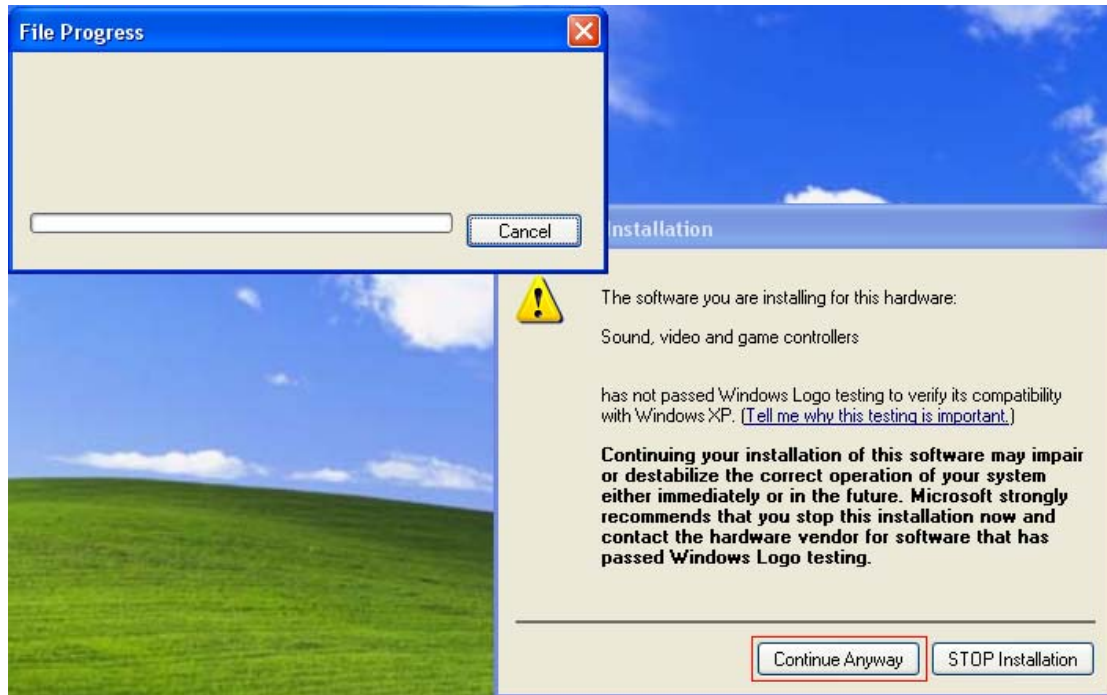 File Progress
Cancel
Installation
The software you are installing for this hardware:
Sound, video and game controllers
has not passed Windows Logo testing to verify its compatibility
with Windows XP. (Tell me why this testing is important.)
Continuing your installation of this software may impair
or destabilize the correct operation of your system
either immediately or in the future. Microsoft strongly
recommends that you stop this installation now and
contact the hardware vendor for software that has
passed Windows Logo testing.
Continue Anyway
STOP Installation